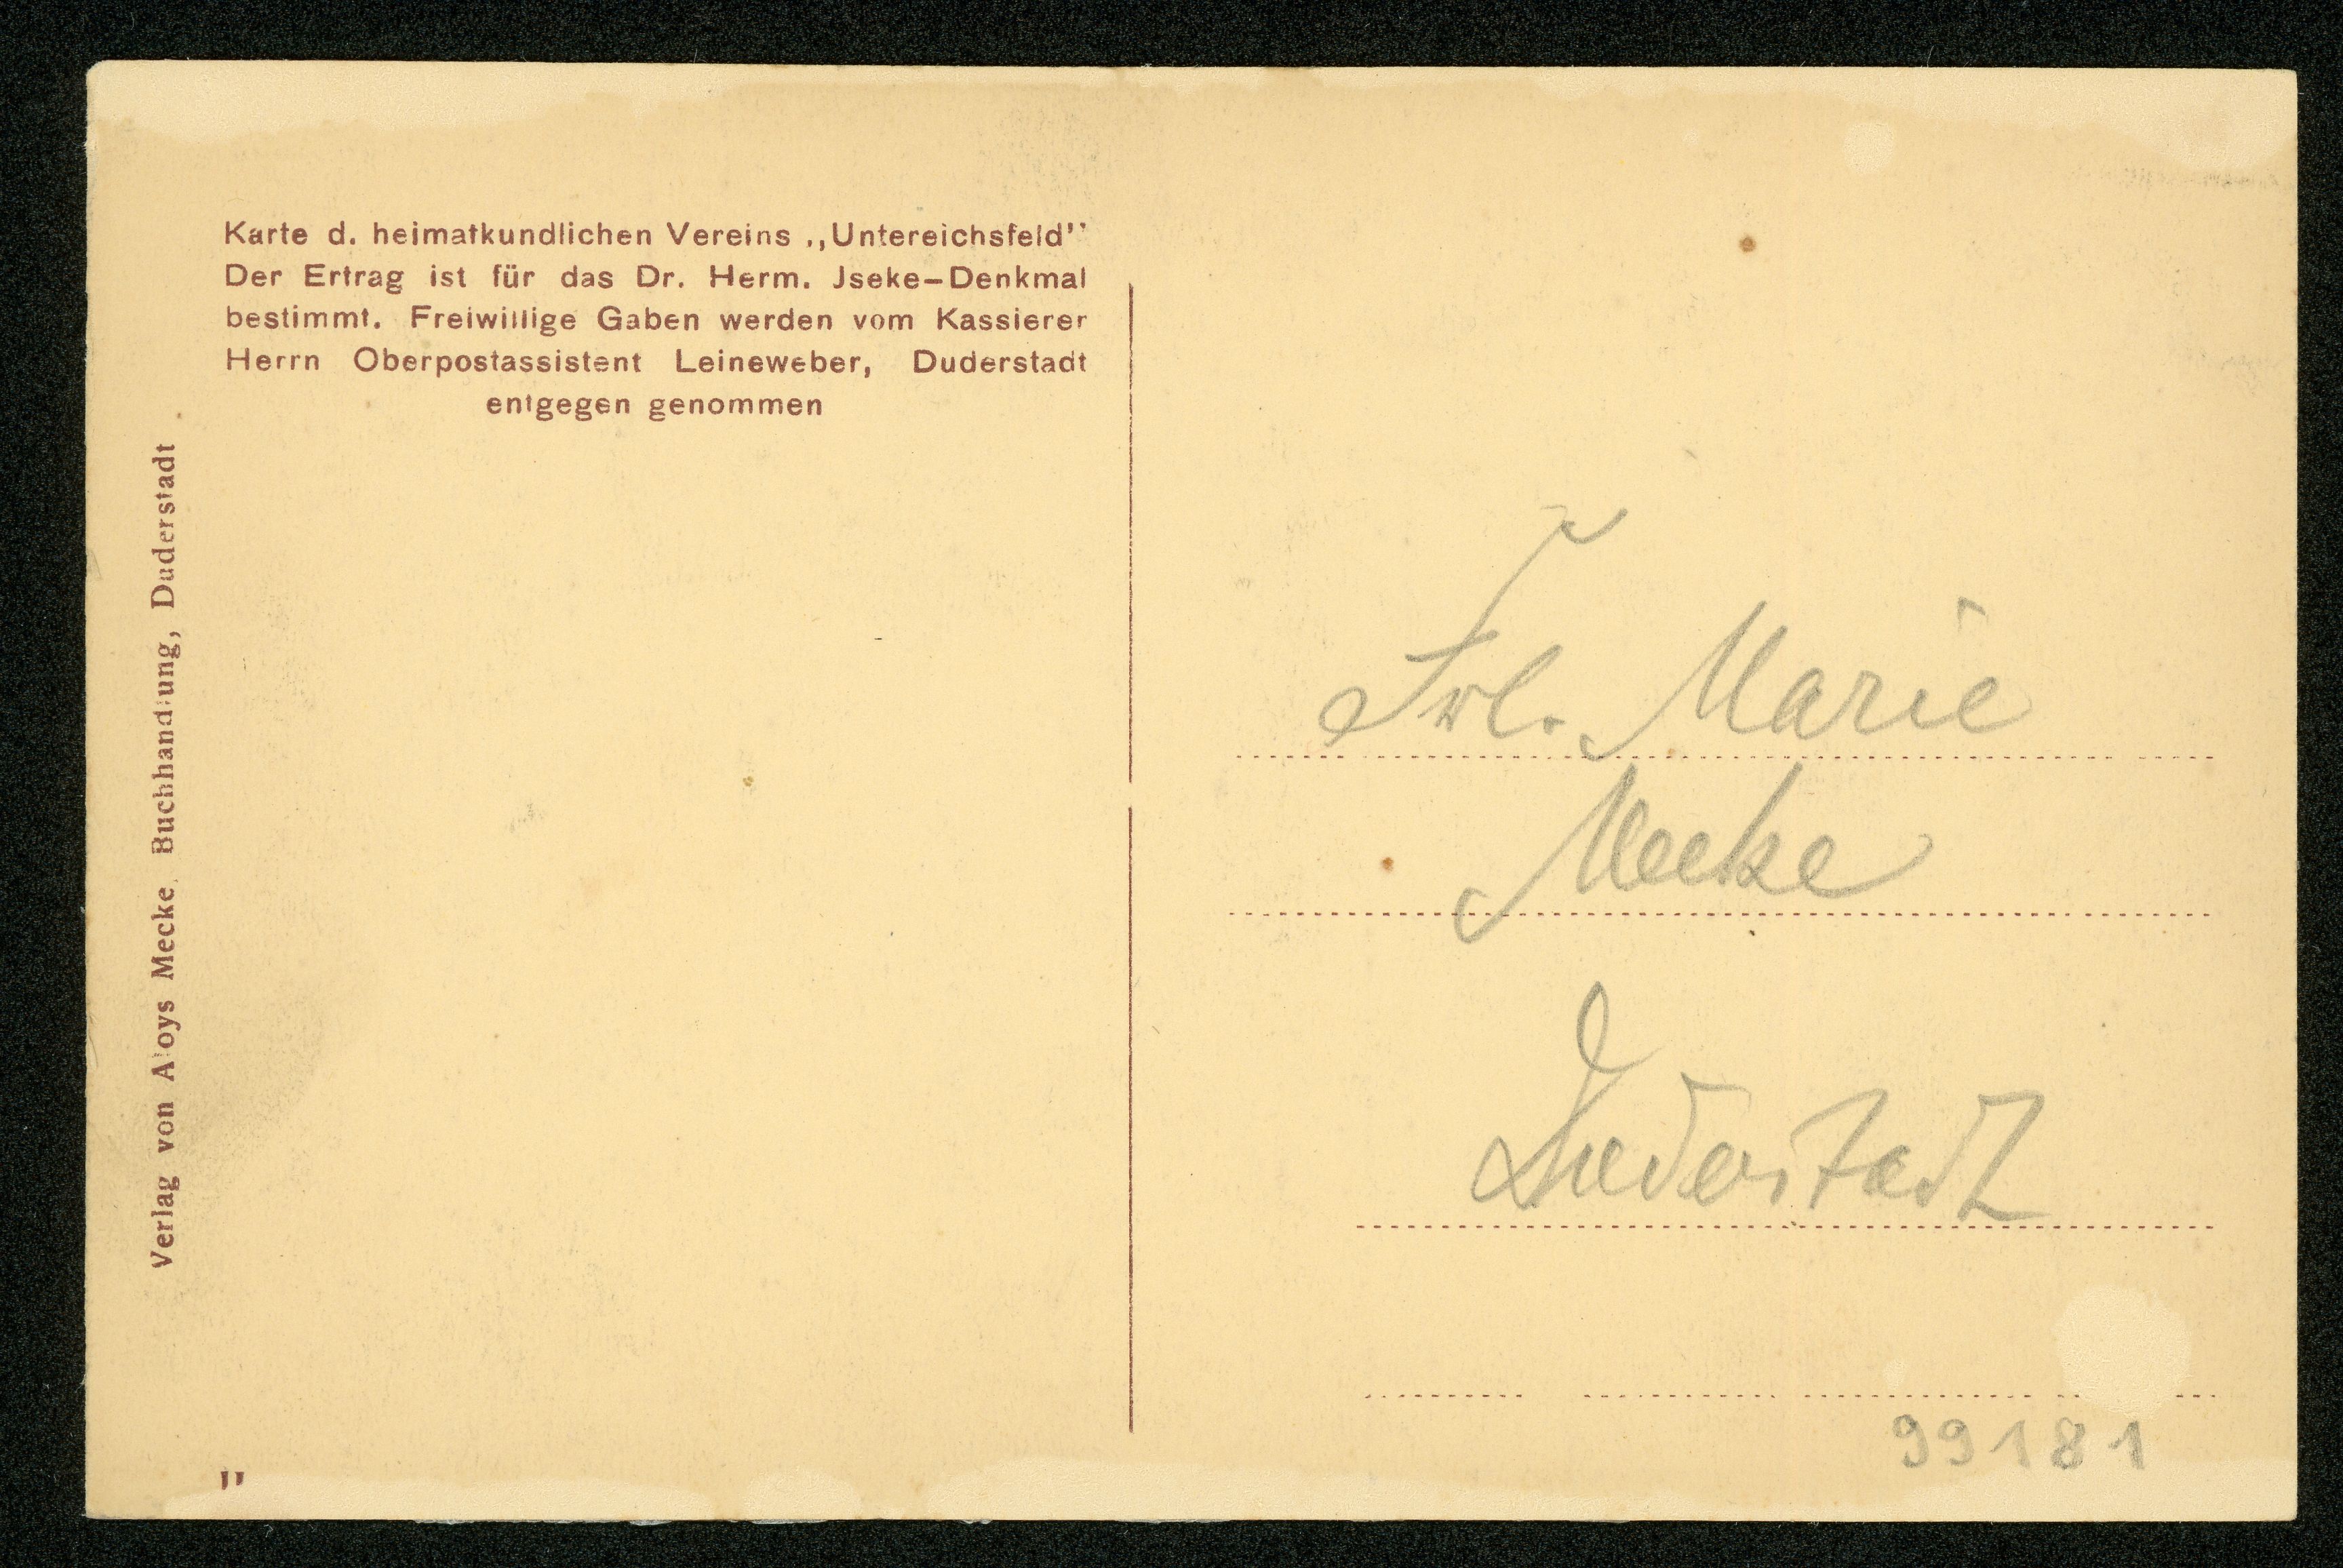 Karte d. heimatkundlichen Vereins „Untereichsfeld”
Der Ertrag ist für das Dr. Herm. Jseke-Denkmal
bestimmt. Freiwillige Gaben werden vom Kassierer
Herrn Oberpostassistent Leineweber, Duderstadt
entgegen genommen
Verlag von Aloys Mecke Buchhandlung, Duderstadt
Frl. Marie
Mecke
Duderstadt
99181